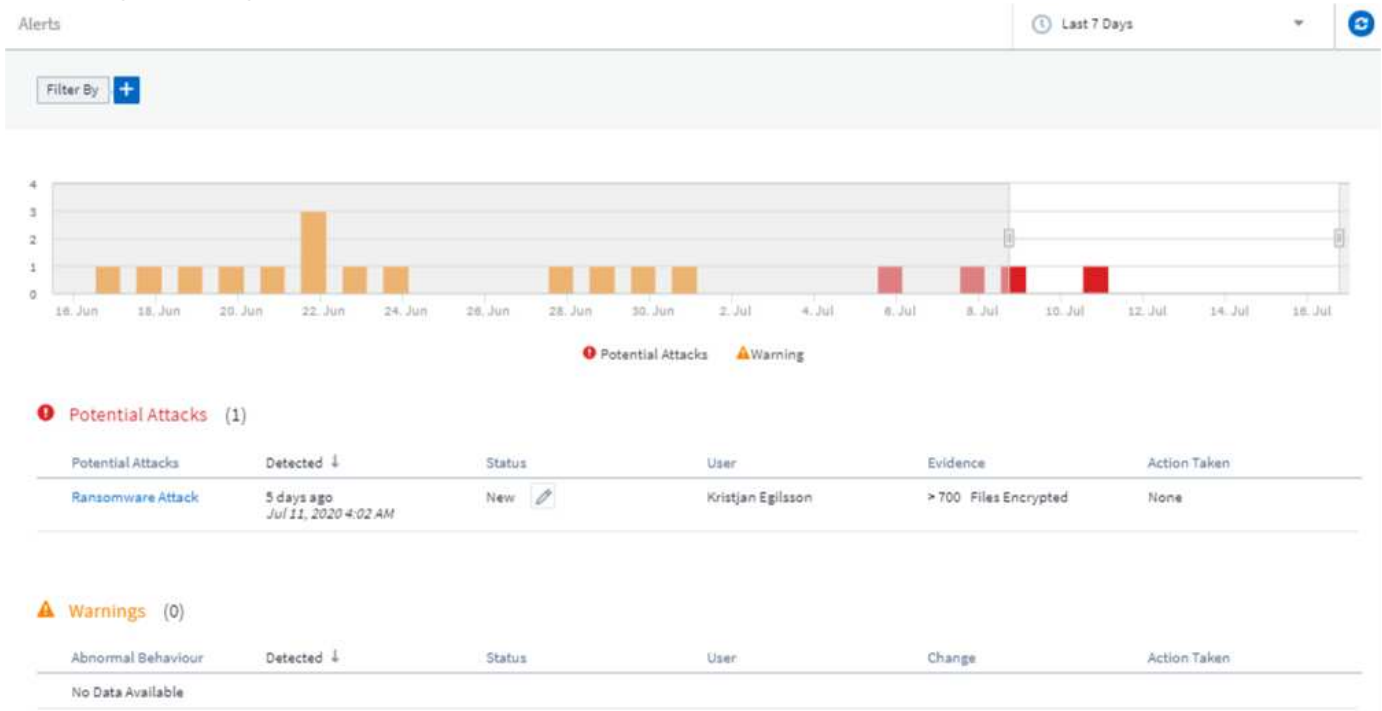 Alerts
Last 7 Days
Filter By +
4
3
2
1
0
16. Jun 18. Jun 20. Jun 22. Jun 24. Jun 26. Jun 28. Jun 30. Jun 2. Jul 4. Jul 6. Jul 8. Jul 10. Jul 12. Jul 14. Jul 16. Jul
Potential Attacks Warning
Potential Attacks (1)
Potential Attacks Detected ↓ Status User Evidence Action Taken
Ransomware Attack 5 days ago New Kristjan Egilsson > 700 Files Encrypted None
Jul 11, 2020 4:02 AM
Warnings (0)
Abnormal Behaviour Detected ↓ Status User Change Action Taken
No Data Available